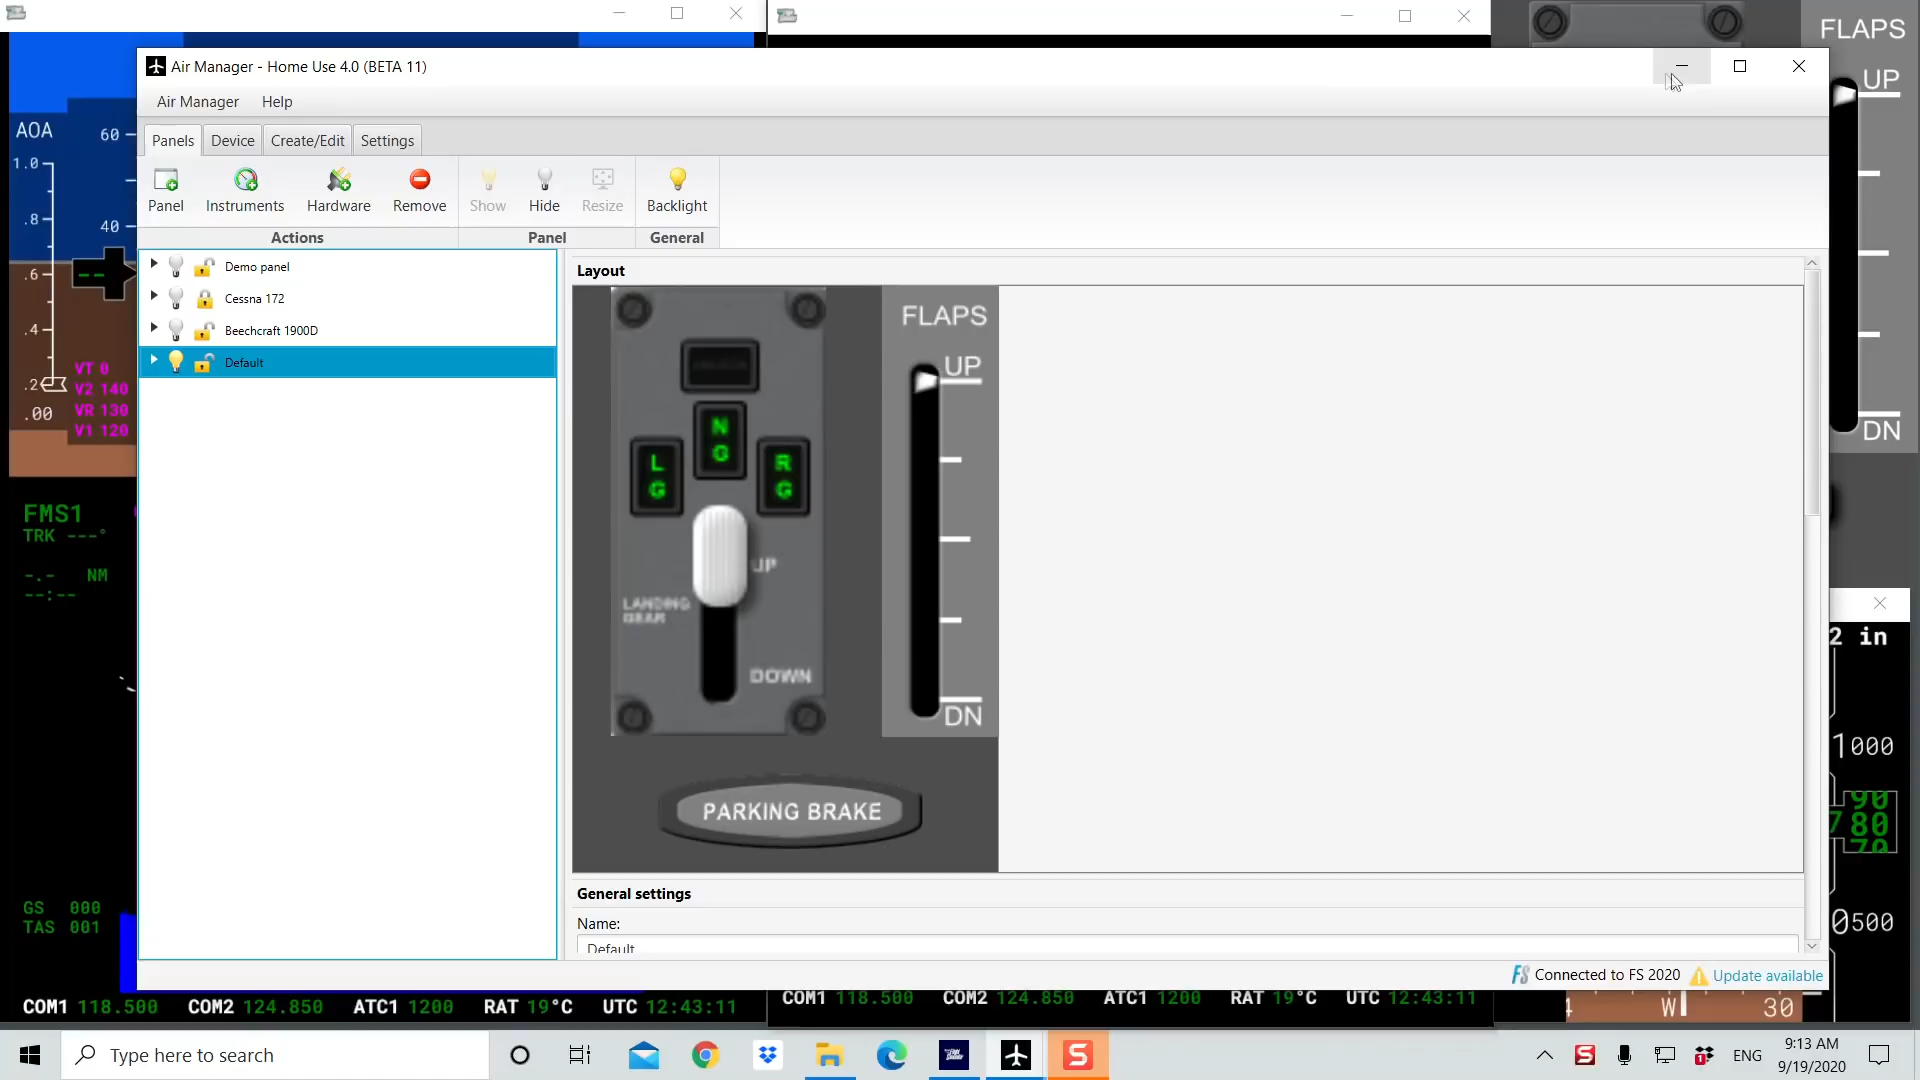 FLAPS
UP
DN
Air Manager - Home Use 4.0 (BETA 11)
Air Manager Help
Panels Device Create/Edit Settings
Panel Instruments Hardware Remove Show Hide Resize Backlight
Actions Panel General
Demo panel
Cessna 172
Beechcraft 1900D
Default
Layout
N
G
L
G
R
G
UP
LANDING
GEAR
DOWN
FLAPS
UP
DN
PARKING BRAKE
General settings
Name:
Default
Connected to FS 2020 Update available
AOA
1.0
.8
.6
.4
.2
.00
60
40
--
VT 0
V2 140
VR 130
V1 120
FMS1
TRK ---°
-.- NM
--:--
GS 000
TAS 001
COM1 118.500 COM2 124.850 ATC1 1200 RAT 19°C UTC 12:43:11
COM1 118.500 COM2 124.850 ATC1 1200 RAT 19°C UTC 12:43:11
2 in
1000
90
7 80
70
0500
W 30
Type here to search
S
S
1
ENG
9:13 AM
9/19/2020